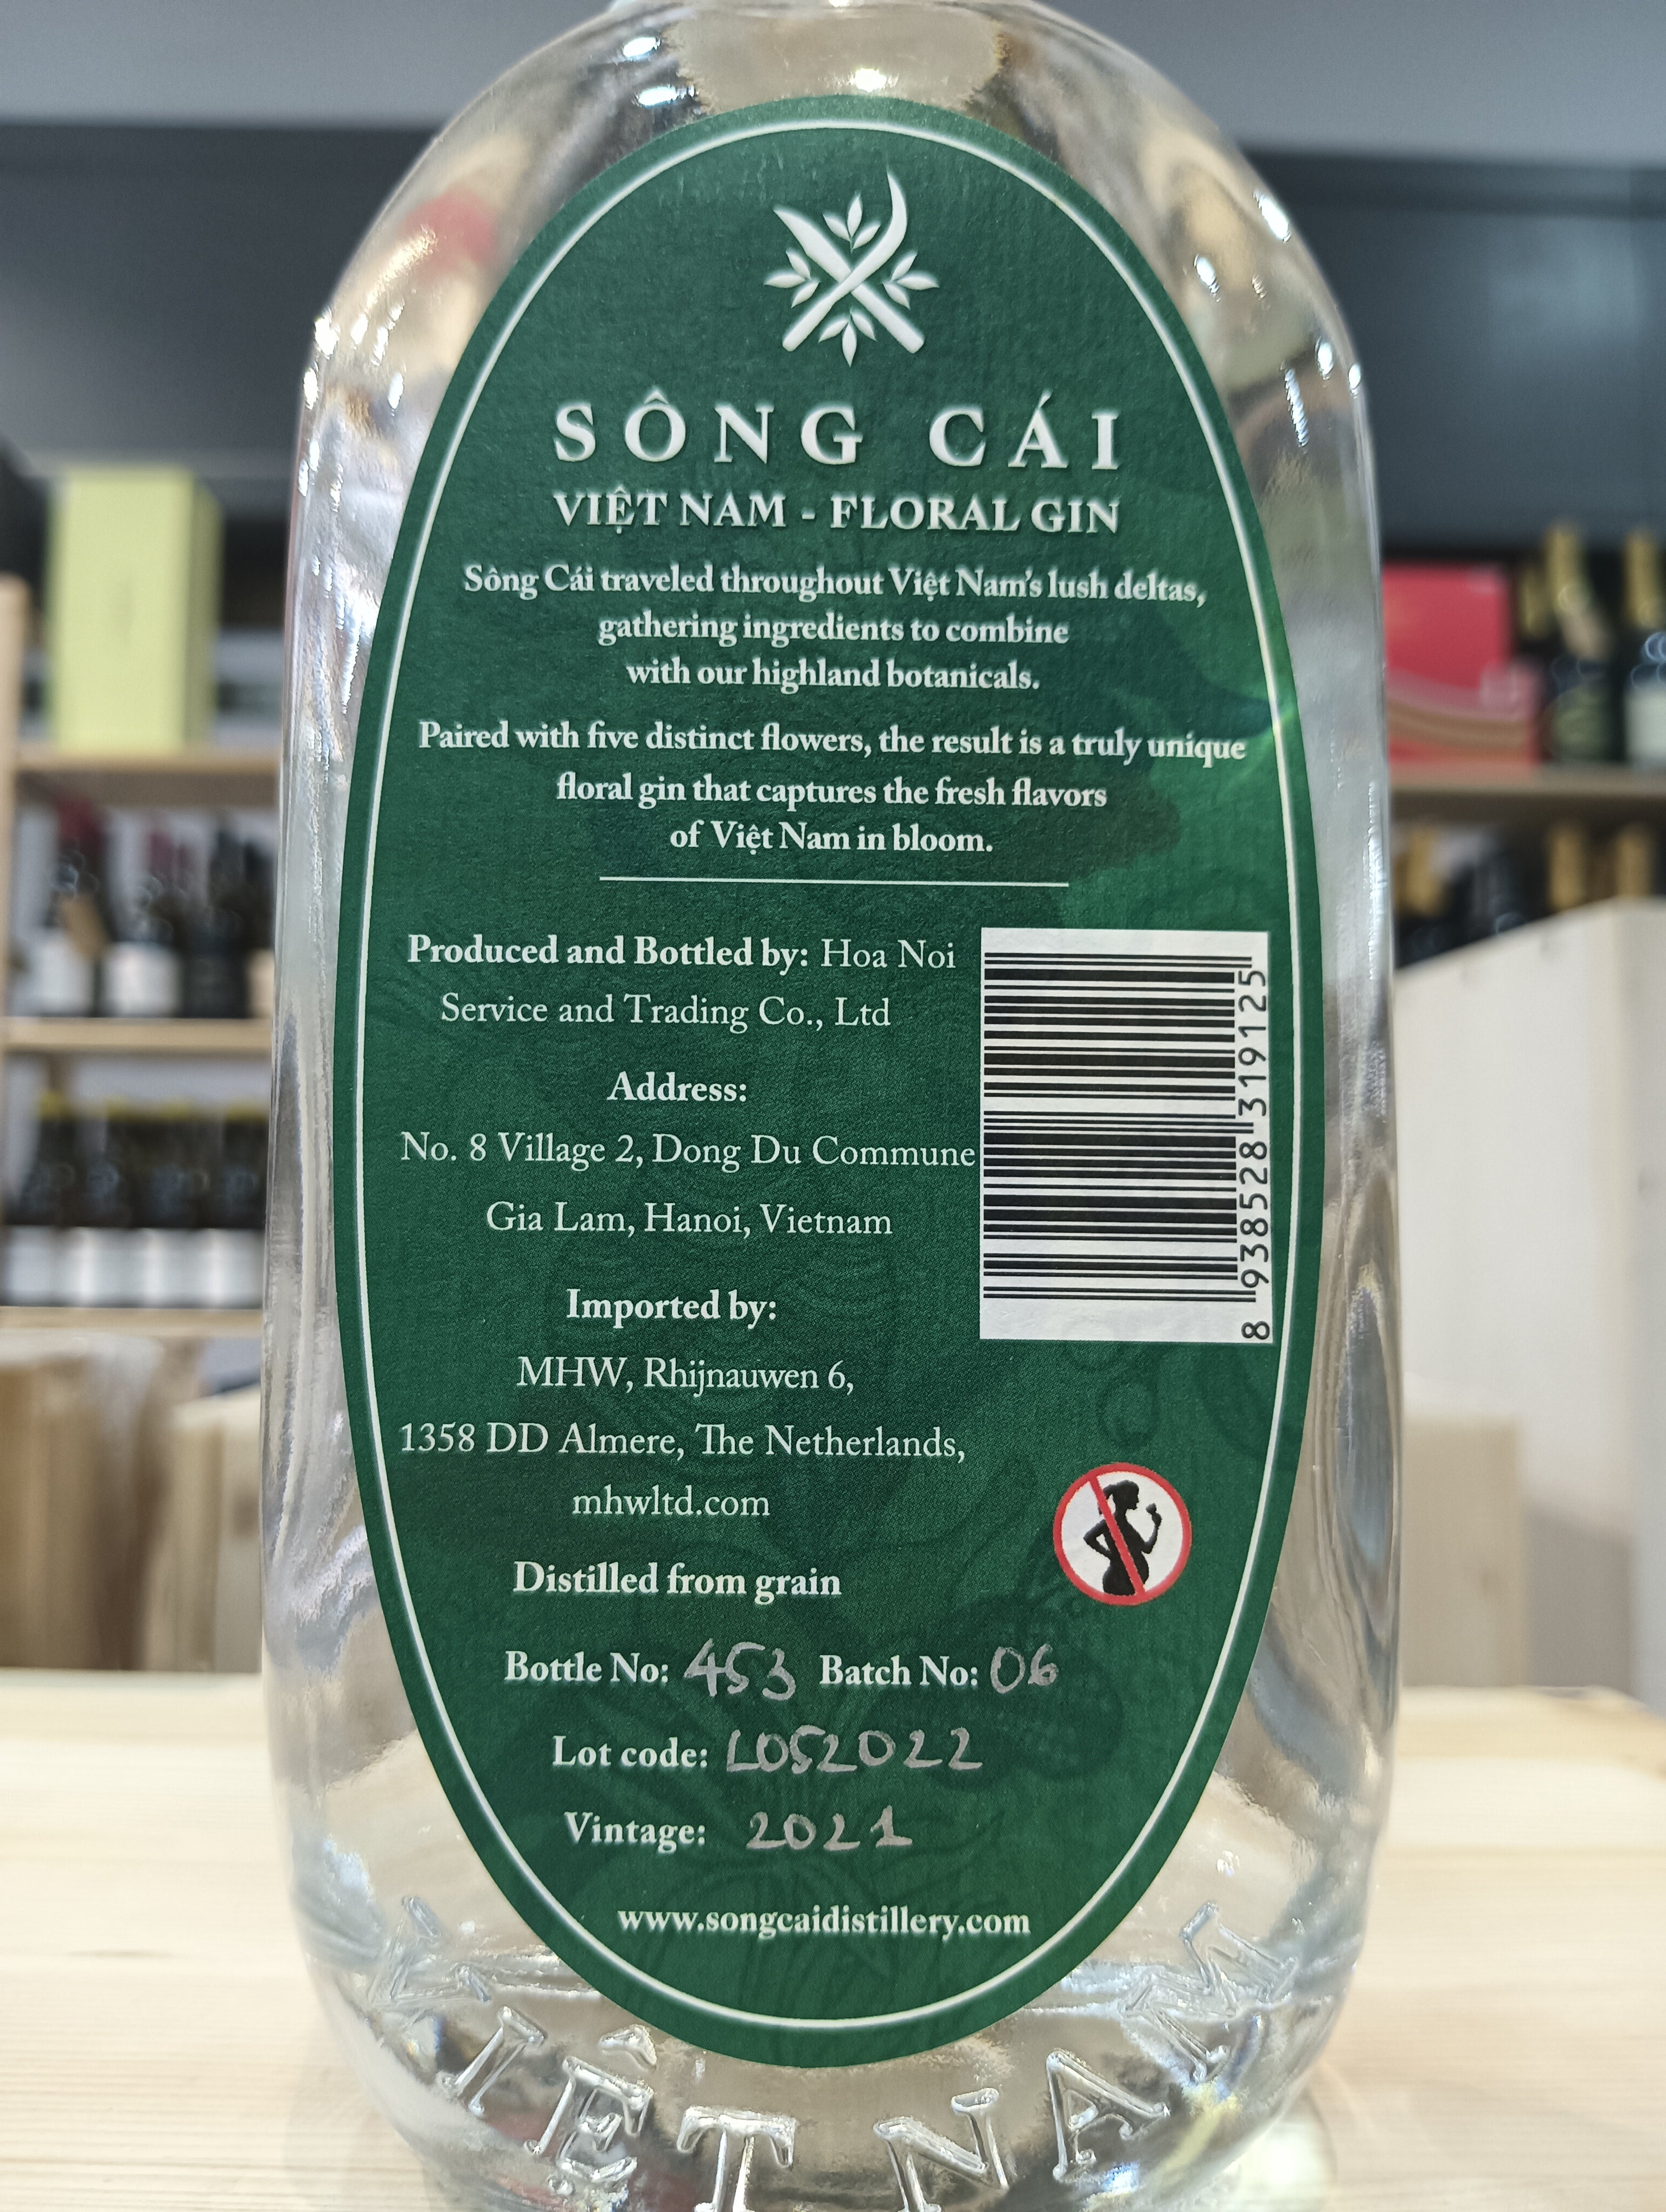 SÔNG CÁI
VIỆT NAM - FLORAL GIN
Sông Cái traveled throughout Việt Nam's lush deltas,
gathering ingredients to combine
with our highland botanicals.
Paired with five distinct flowers, the result is a truly unique
floral gin that captures the fresh flavors
of Việt Nam in bloom.
Produced and Bottled by: Hoa Noi
Service and Trading Co., Ltd
Address:
No. 8 Village 2, Dong Du Commune
Gia Lam, Hanoi, Vietnam
8 938528 319125
Imported by:
MHW, Rhijnauwen 6,
1358 DD Almere, The Netherlands,
mhwltd.com
Distilled from grain
Bottle No: 453 Batch No: 06
Lot code: L052022
Vintage: 2021
www.songcaidistillery.com
VIỆT NAM